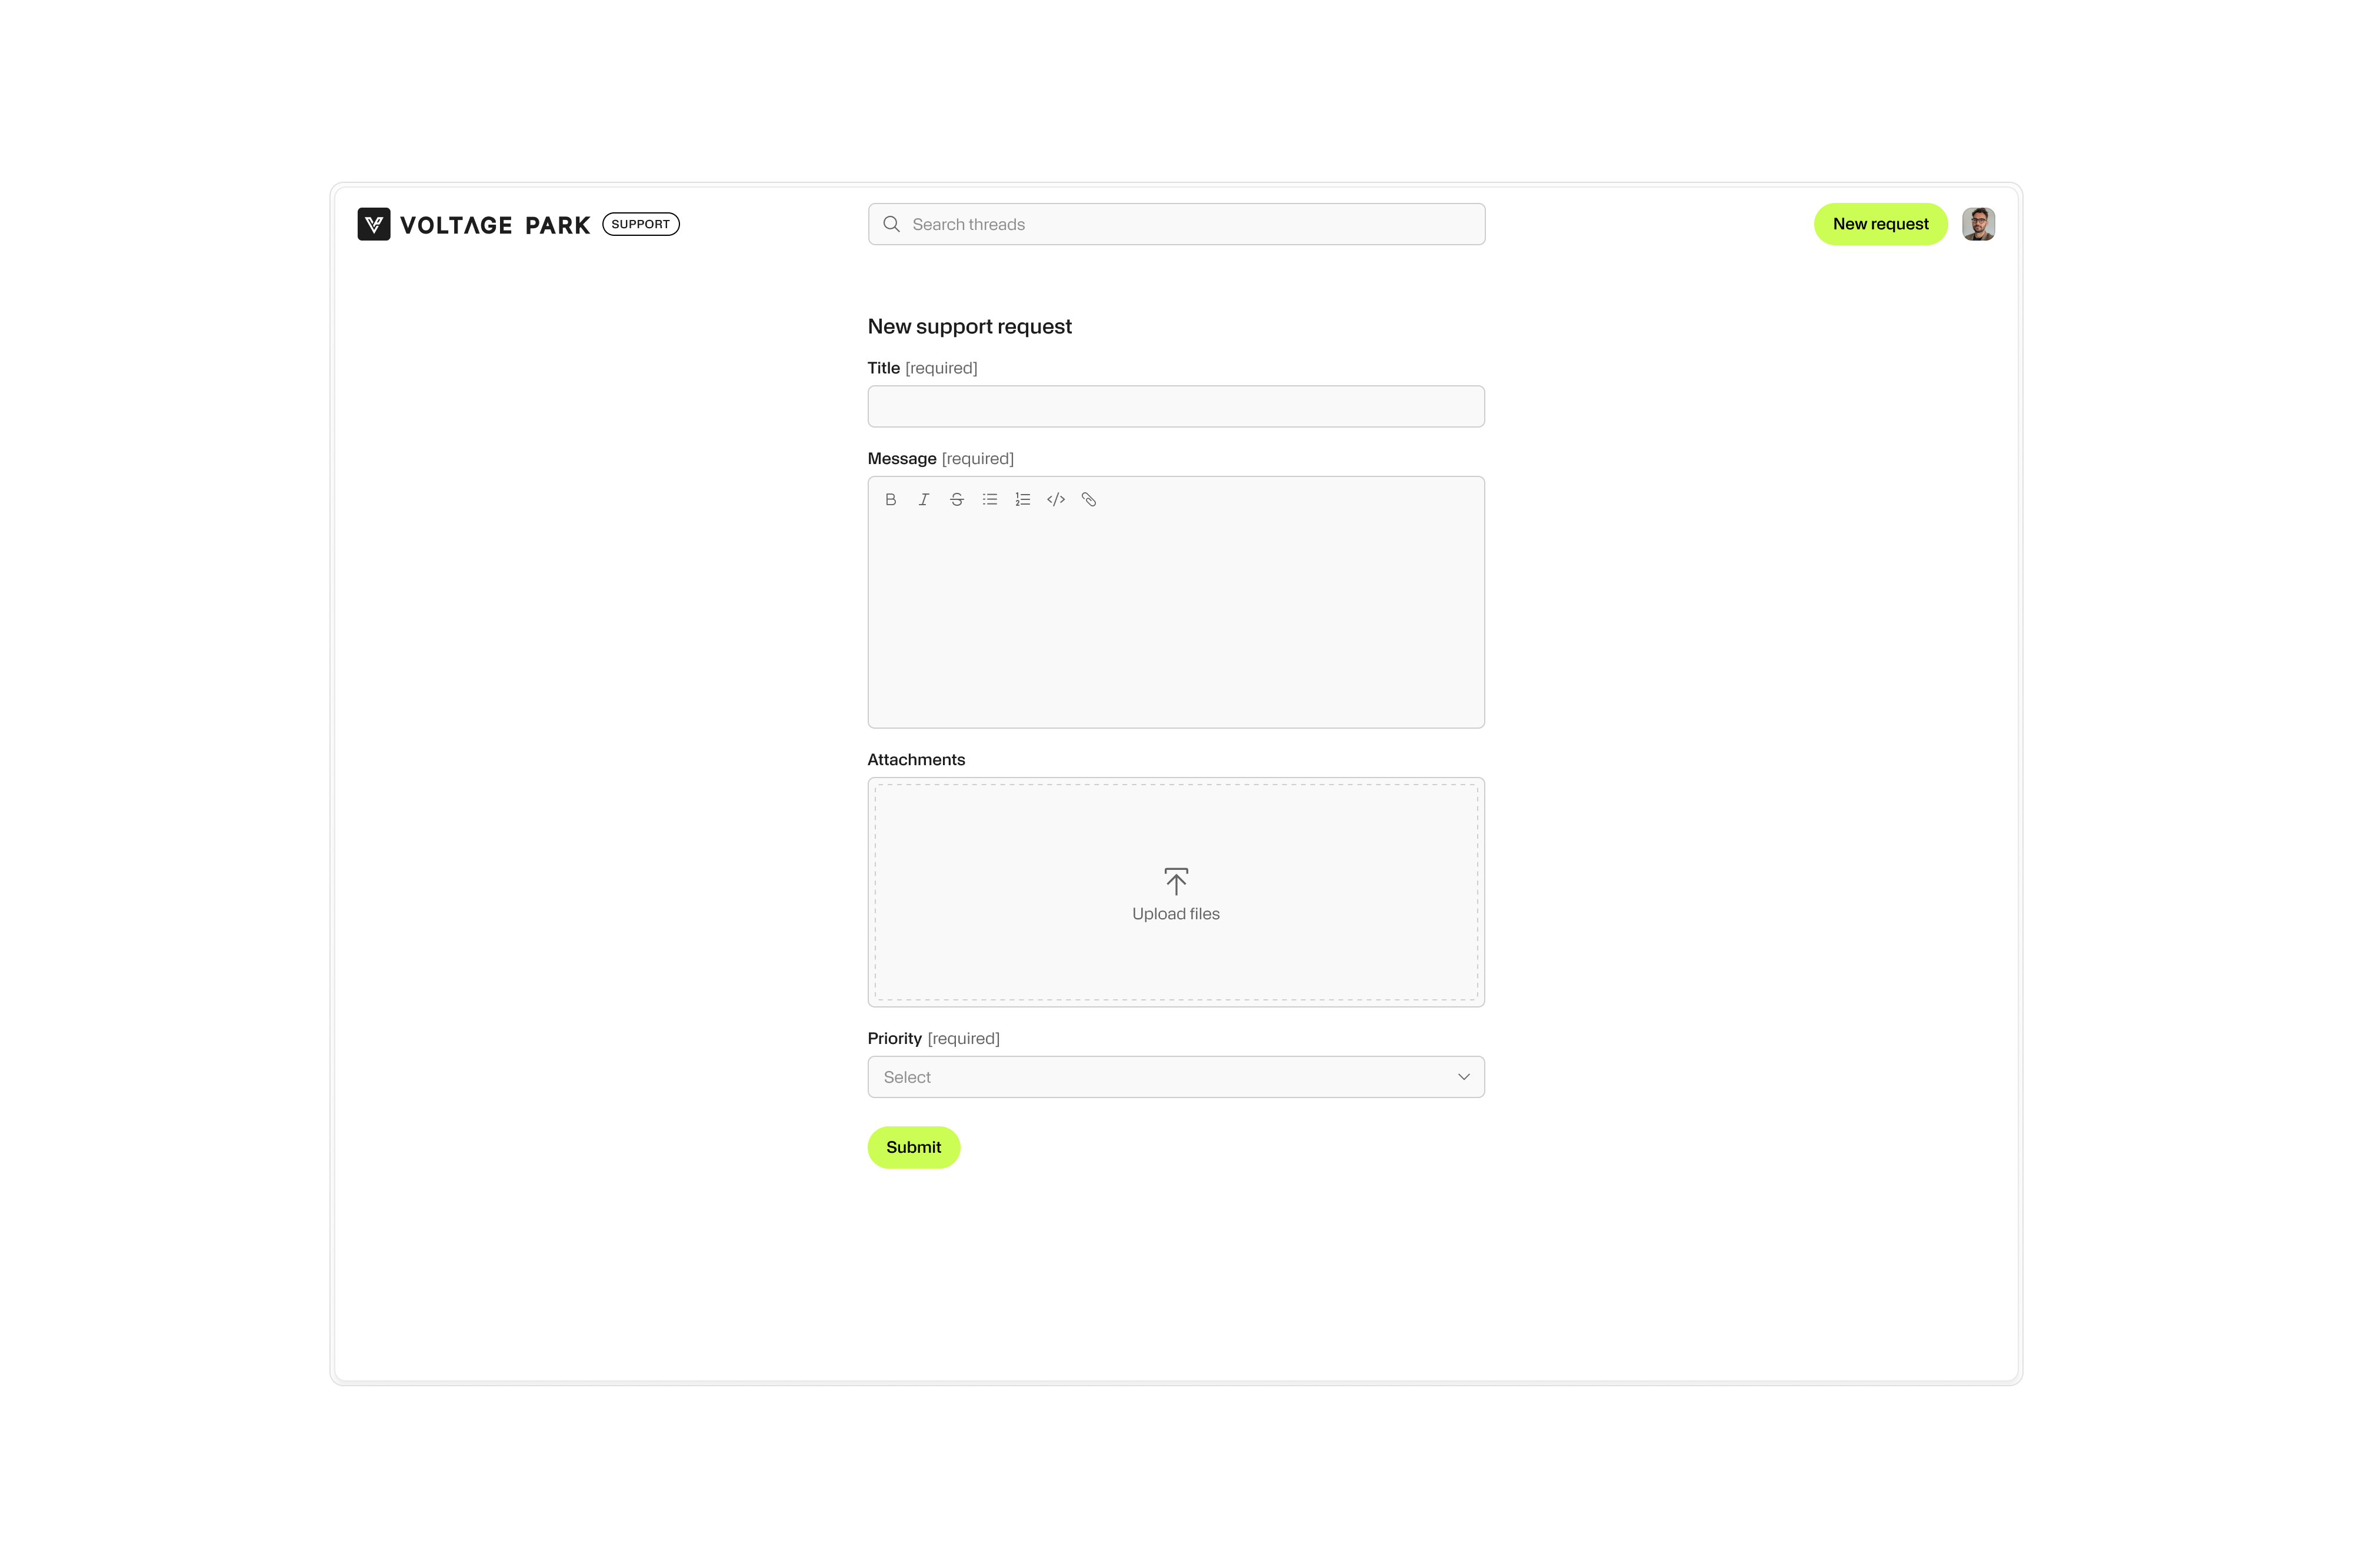 VOLTAGE PARK SUPPORT
Search threads
New request
New support request
Title [required]
Message [required]
Attachments
Upload files
Priority [required]
Select
Submit